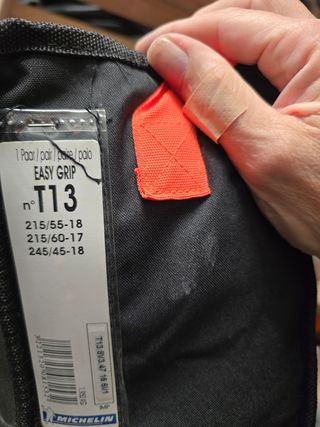 1 Paar / pair / paire / paio
EASY GRIP
n° T13
215/55-18
215/60-17
245/45-18
MICHELIN